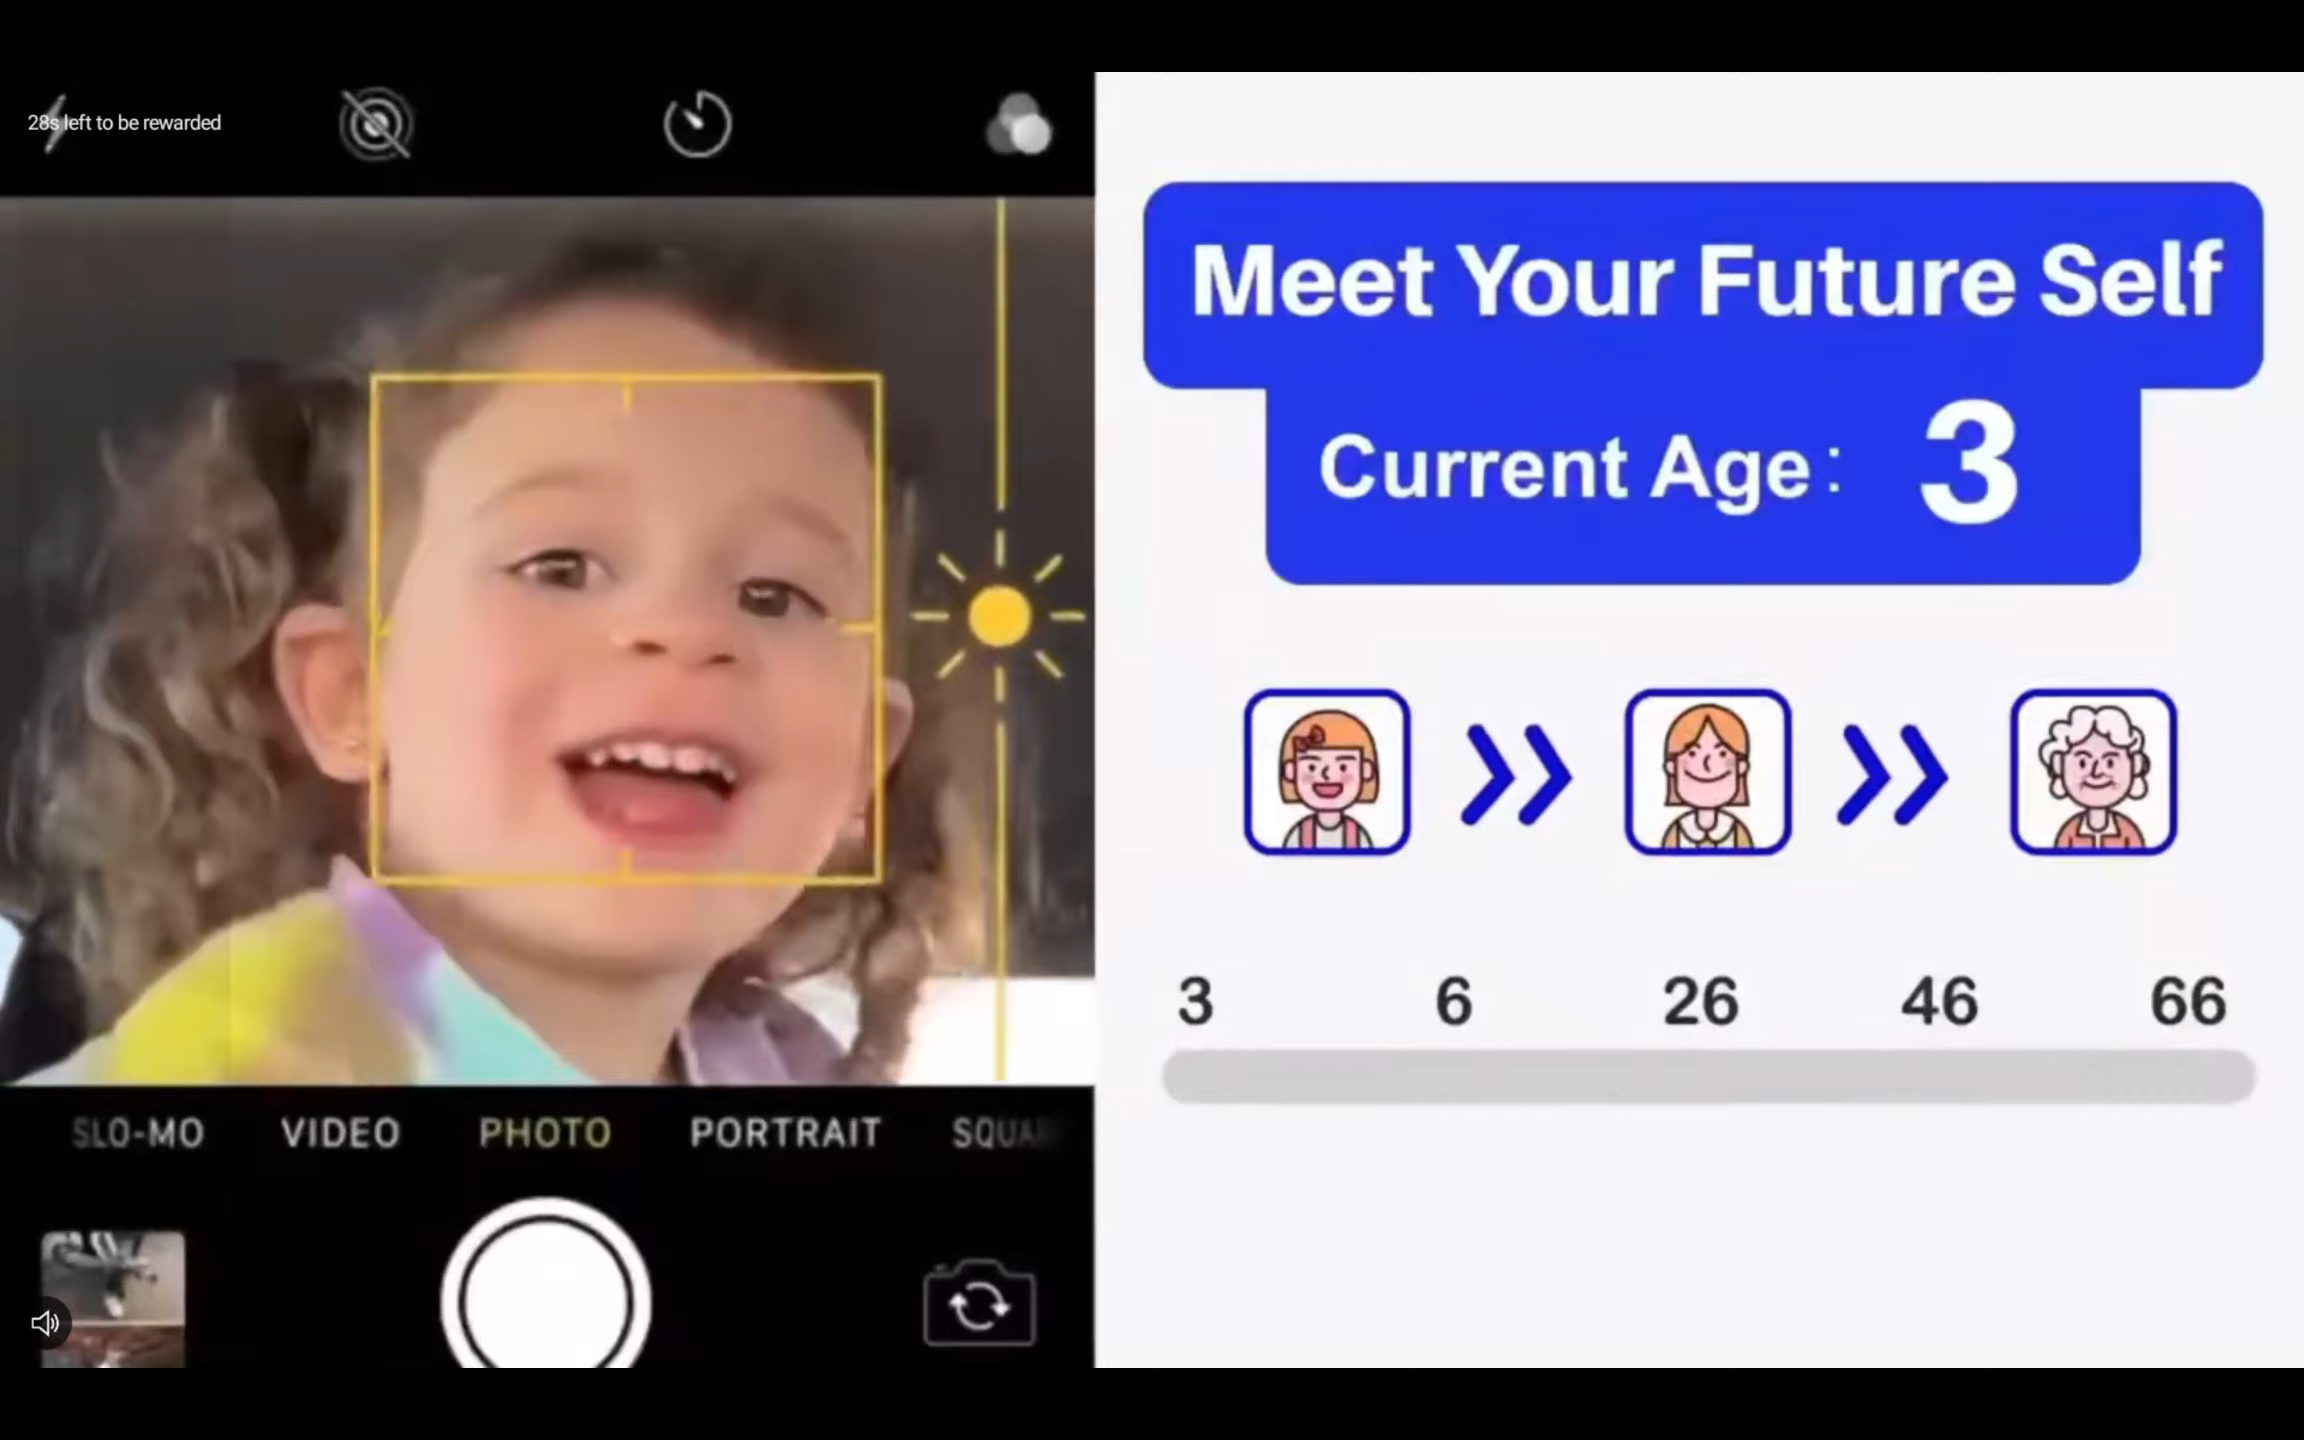 28s left to be rewarded
Meet Your Future Self
Current Age: 3
3 6 26 46 66
SLO-MO VIDEO PHOTO PORTRAIT SQUA